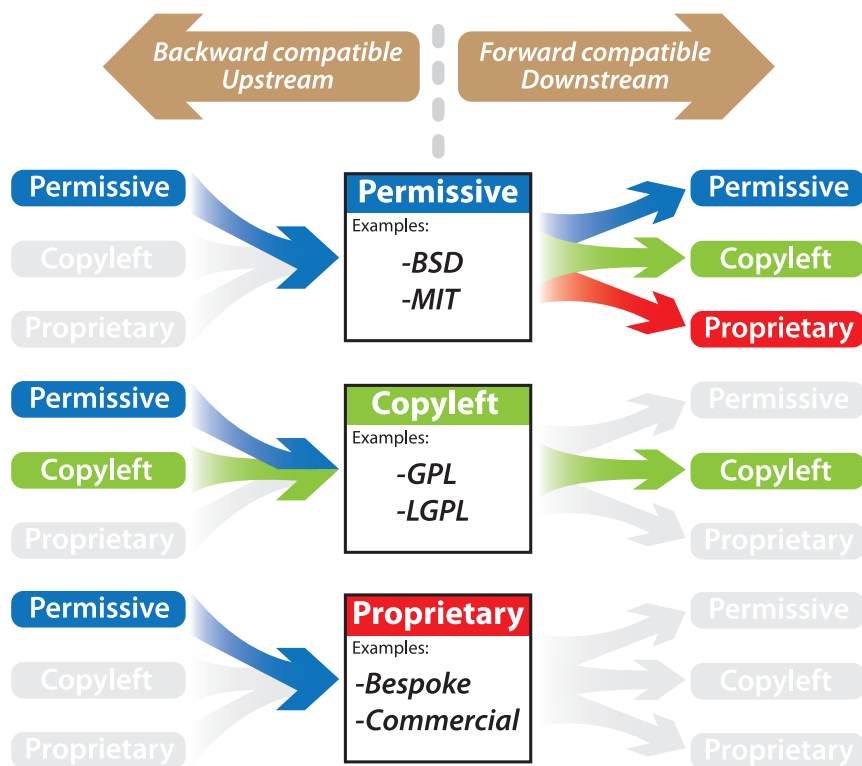 Backward compatible
Upstream
Forward compatible
Downstream
Permissive
Copyleft
Proprietary
Permissive
Examples:
-BSD
-MIT
Permissive
Copyleft
Proprietary
Permissive
Copyleft
Proprietary
Copyleft
Examples:
-GPL
-LGPL
Permissive
Copyleft
Proprietary
Permissive
Copyleft
Proprietary
Proprietary
Examples:
-Bespoke
-Commercial
Permissive
Copyleft
Proprietary